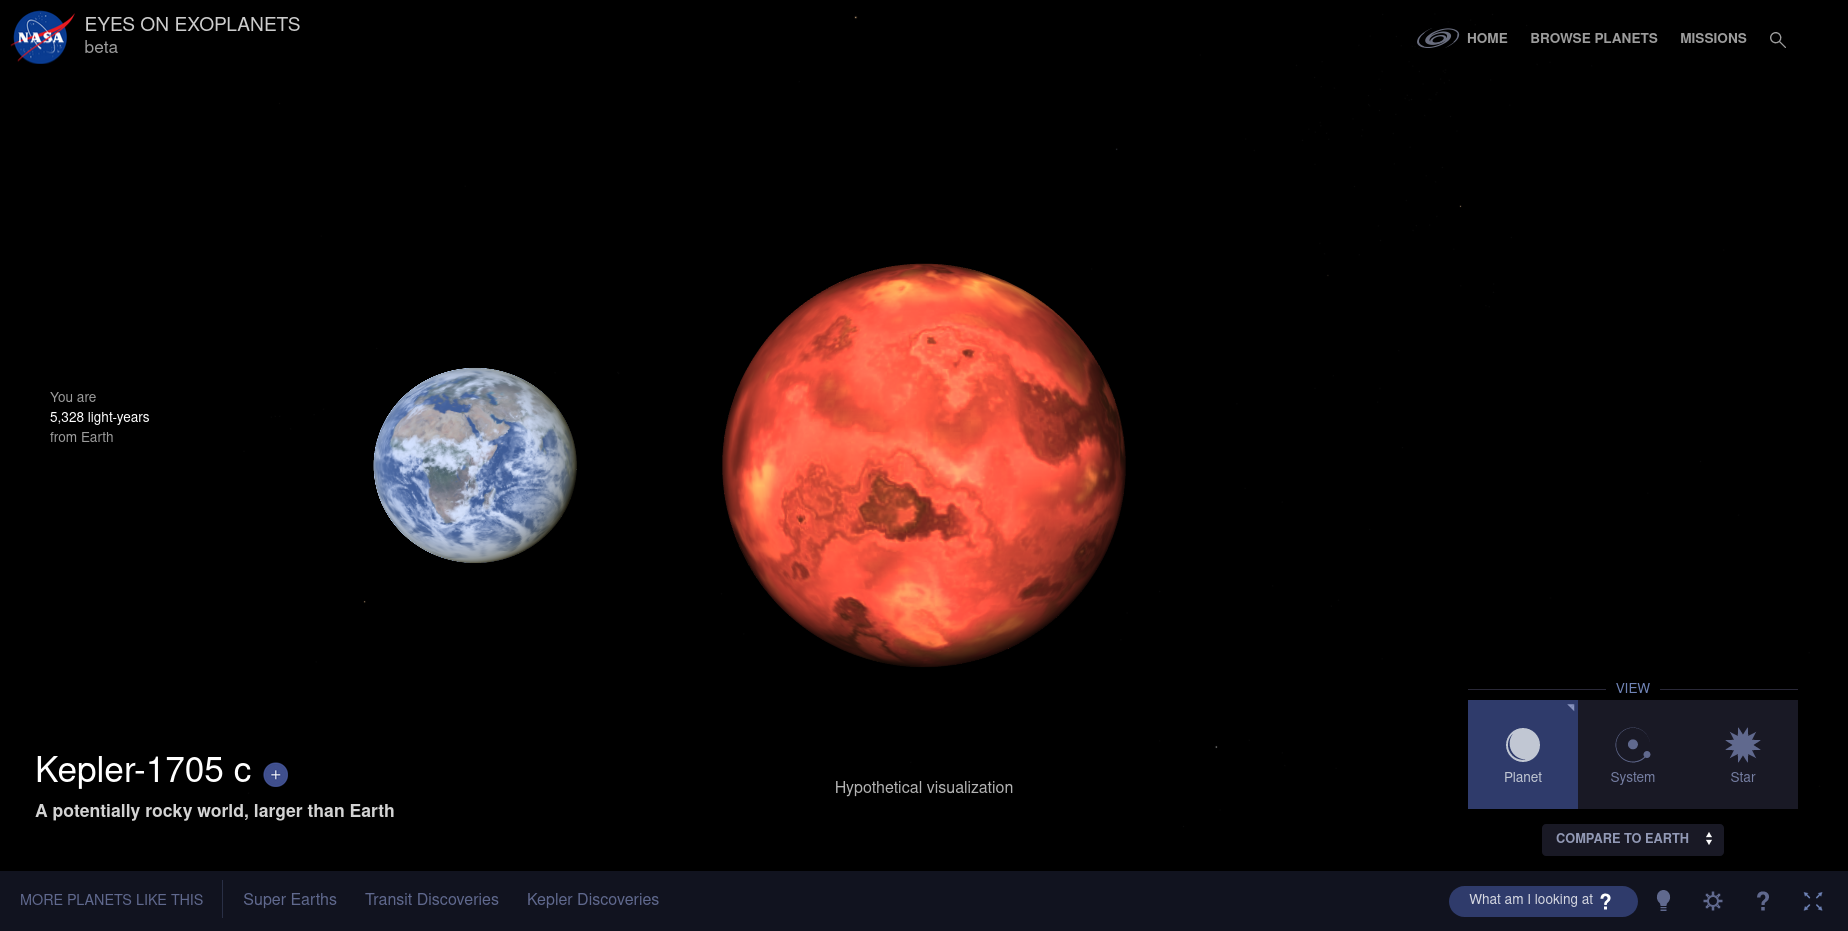 NASA
EYES ON EXOPLANETS
beta
HOME
BROWSE PLANETS
MISSIONS
You are
5,328 light-years
from Earth
Kepler-1705 c +
A potentially rocky world, larger than Earth
Hypothetical visualization
VIEW
Planet
System
Star
COMPARE TO EARTH
MORE PLANETS LIKE THIS
Super Earths
Transit Discoveries
Kepler Discoveries
What am I looking at ?
?